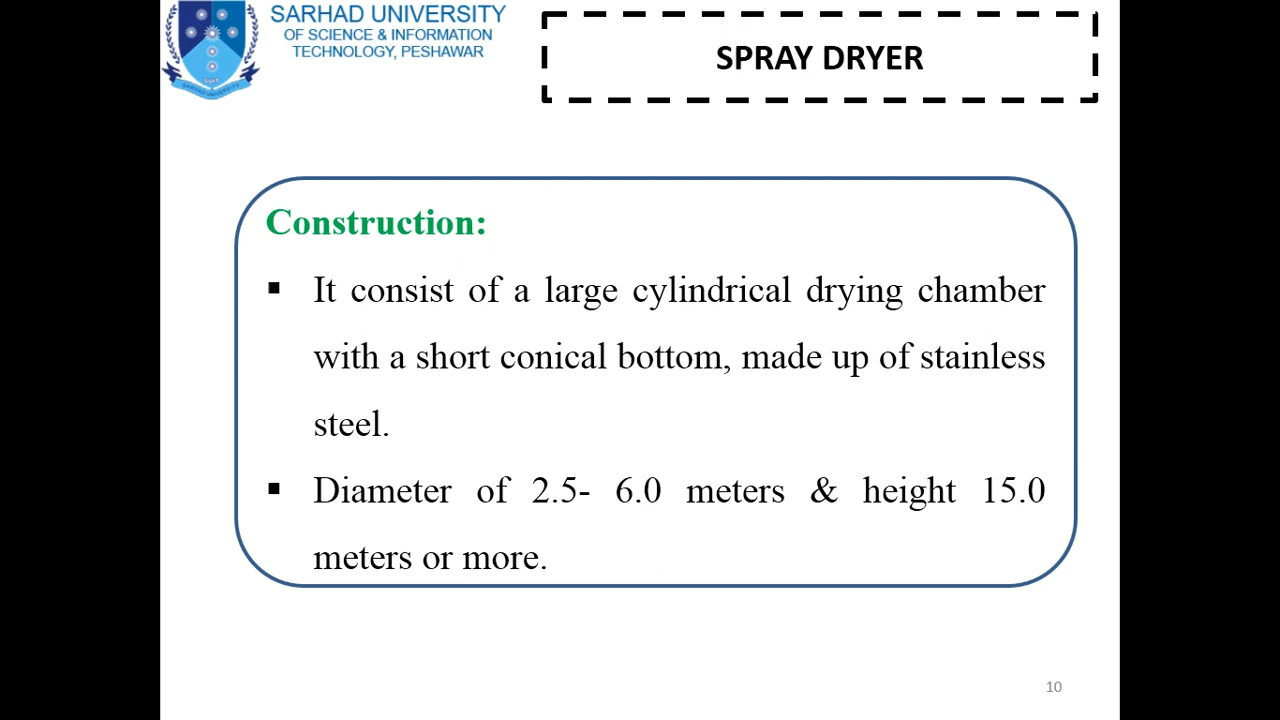 SARHAD UNIVERSITY
OF SCIENCE & INFORMATION
TECHNOLOGY, PESHAWAR
SPRAY DRYER
Construction:
▪ It consist of a large cylindrical drying chamber
with a short conical bottom, made up of stainless
steel.
▪ Diameter of 2.5- 6.0 meters & height 15.0
meters or more.
10